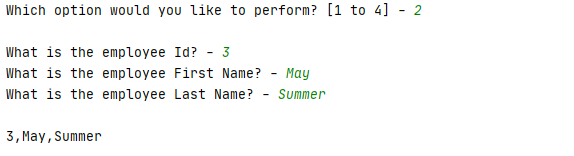 Which option would you like to perform? [1 to 4] – 2
What is the employee Id? – 3
What is the employee First Name? – May
What is the employee Last Name? – Summer
3,May,Summer